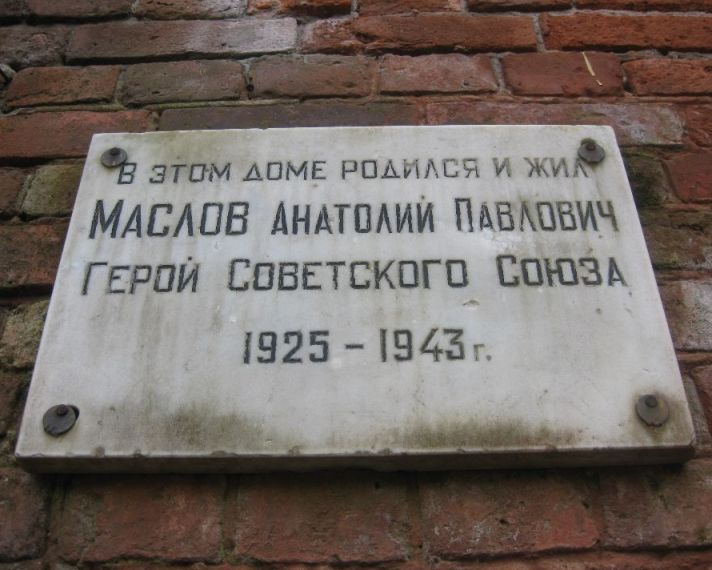 В ЭТОМ ДОМЕ РОДИЛСЯ И ЖИЛ
МАСЛОВ АНАТОЛИЙ ПАВЛОВИЧ
ГЕРОЙ СОВЕТСКОГО СОЮЗА
1925 - 1943 г.